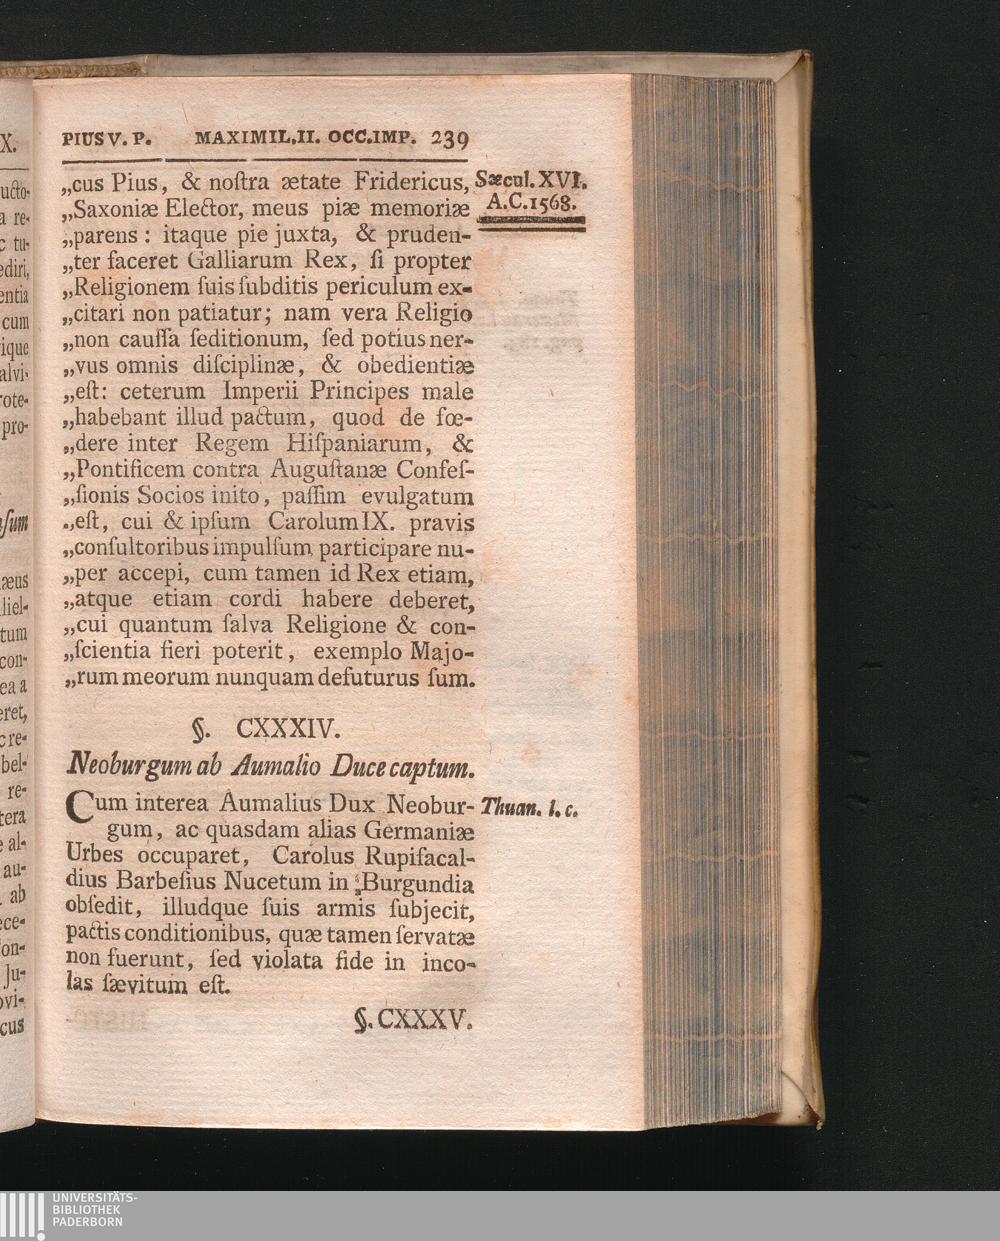 PIUS V. P. MAXIMIL.II. OCC.IMP. 239
Sæcul. XVI.
A.C.1568.
„cus Pius, & noſtra ætate Fridericus,
„Saxoniæ Elector, meus piæ memoriæ
„parens : itaque pie juxta, & pruden-
„ter faceret Galliarum Rex, ſi propter
„Religionem ſuis ſubditis periculum ex-
„citari non patiatur; nam vera Religio
„non cauſſa ſeditionum, ſed potius ner-
„vus omnis diſciplinæ, & obedientiæ
„eſt: ceterum Imperii Principes male
„habebant illud pactum, quod de fœ-
„dere inter Regem Hiſpaniarum, &
„Pontificem contra Auguſtanæ Confeſ-
„ſionis Socios inito, paſſim evulgatum
„eſt, cui & ipſum Carolum IX. pravis
„conſultoribus impulſum participare nu-
„per accepi, cum tamen id Rex etiam,
„atque etiam cordi habere deberet,
„cui quantum ſalva Religione & con-
„ſcientia fieri poterit, exemplo Majo-
„rum meorum nunquam defuturus ſum.
§. CXXXIV.
Neoburgum ab Aumalio Duce captum.
Cum interea Aumalius Dux Neobur-
Thuan. l. c.
gum, ac quasdam alias Germaniæ
Urbes occuparet, Carolus Rupifacal-
dius Barbeſius Nucetum in Burgundia
obſedit, illudque ſuis armis ſubjecit,
pactis conditionibus, quæ tamen ſervatæ
non fuerunt, ſed violata fide in inco-
las ſævitum eſt.
§. CXXXV.
UNIVERSITÄTS-
BIBLIOTHEK
PADERBORN